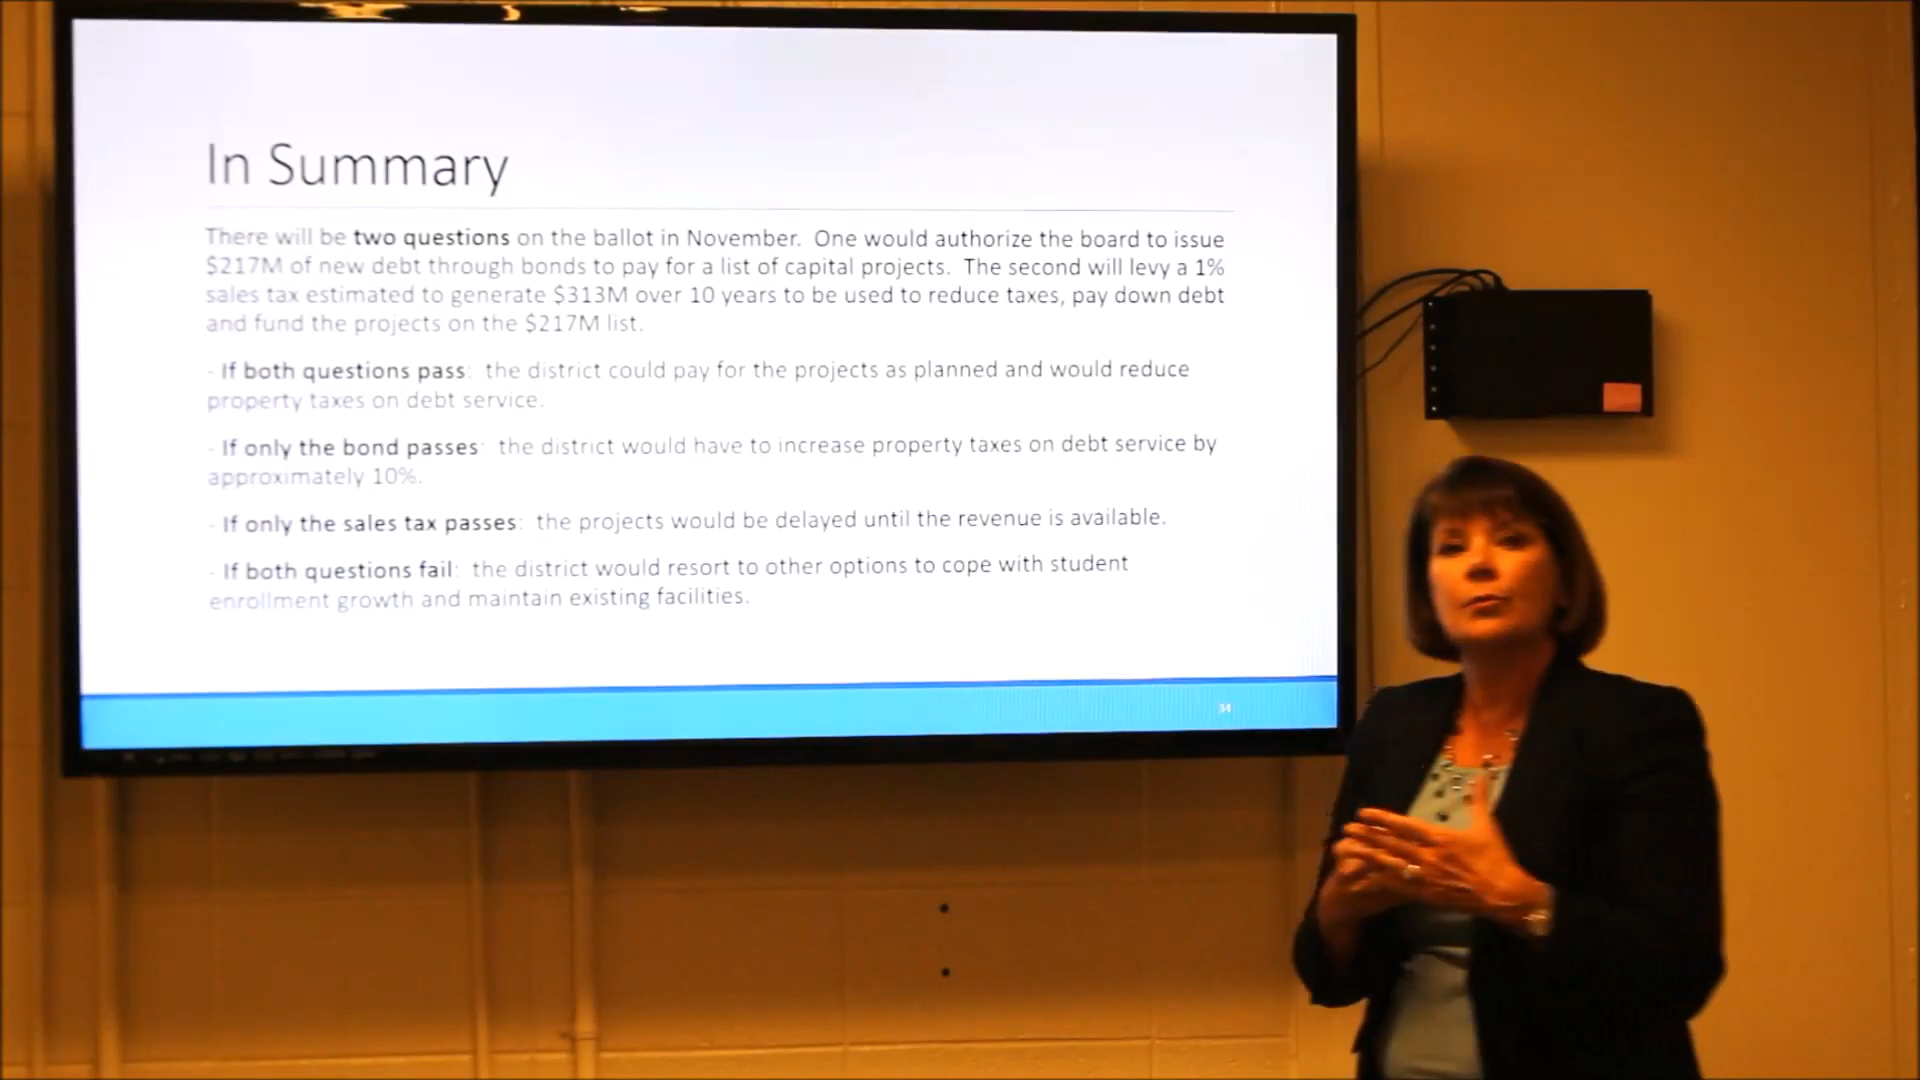 In Summary
There will be two questions on the ballot in November. One would authorize the board to issue
$217M of new debt through bonds to pay for a list of capital projects. The second will levy a 1%
sales tax estimated to generate $313M over 10 years to be used to reduce taxes, pay down debt
and fund the projects on the $217M list.
- If both questions pass: the district could pay for the projects as planned and would reduce
property taxes on debt service.
- If only the bond passes: the district would have to increase property taxes on debt service by
approximately 10%.
- If only the sales tax passes: the projects would be delayed until the revenue is available.
- If both questions fail: the district would resort to other options to cope with student
enrollment growth and maintain existing facilities.
34